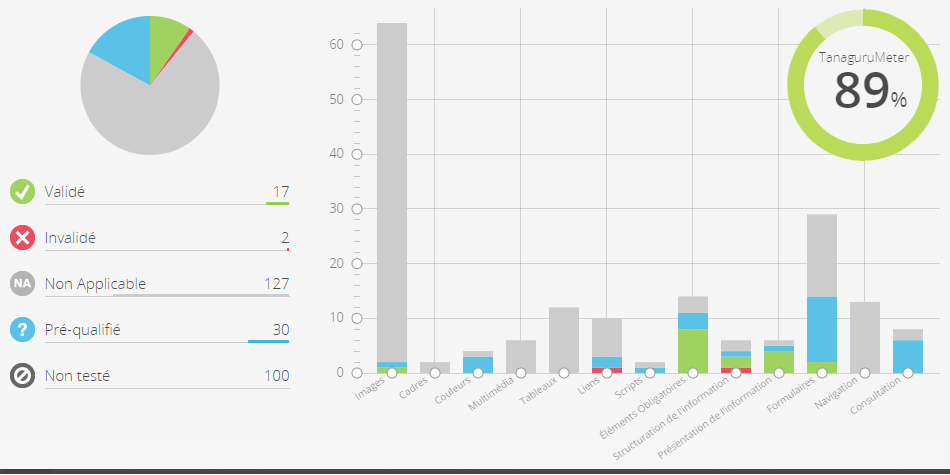 Validé 17
Invalidé 2
NA Non Applicable 127
? Pré-qualifié 30
Non testé 100
60
50
40
30
20
10
0
Images
Cadres
Couleurs
Multimédia
Tableaux
Liens
Scripts
Éléments Obligatoires
Structuration de l'information
Présentation de l'information
Formulaires
Navigation
Consultation
TanaguruMeter
89%